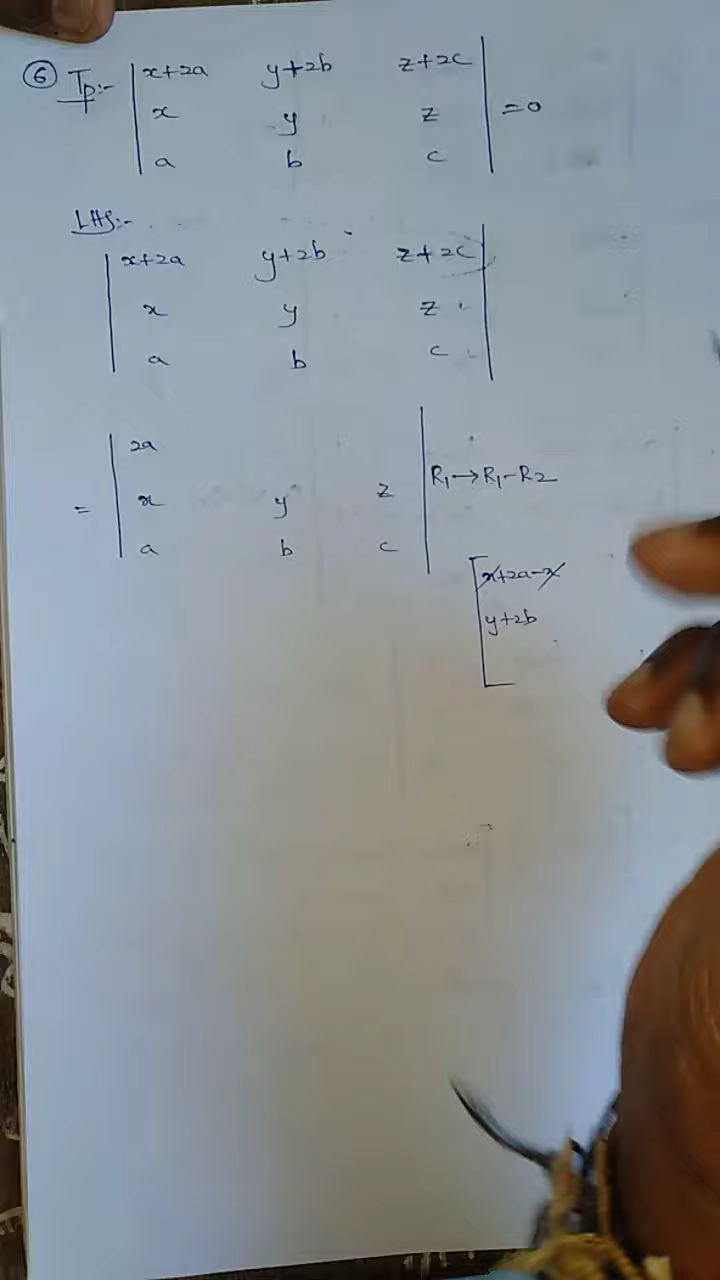 ⑥ Tp:- | x+2a y+2b z+2c |
| x y z | =0
| a b c |
LHS:-
| x+2a y+2b z+2c |
| x y z |
| a b c |
| 2a |
= | x y z | R₁→R₁-R₂
| a b c |
[x+2a-x
y+2b